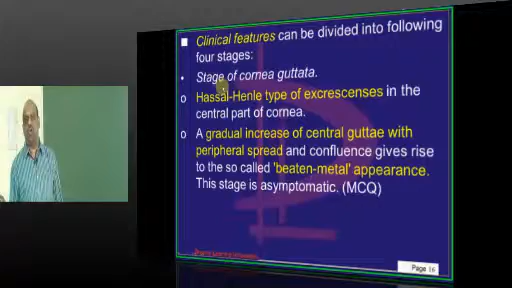 ■ Clinical features can be divided into following
four stages:
• Stage of cornea guttata.
o Hassal-Henle type of excrescenses in the
central part of cornea.
o A gradual increase of central guttae with
peripheral spread and confluence gives rise
to the so called 'beaten-metal' appearance.
This stage is asymptomatic. (MCQ)
Page 16